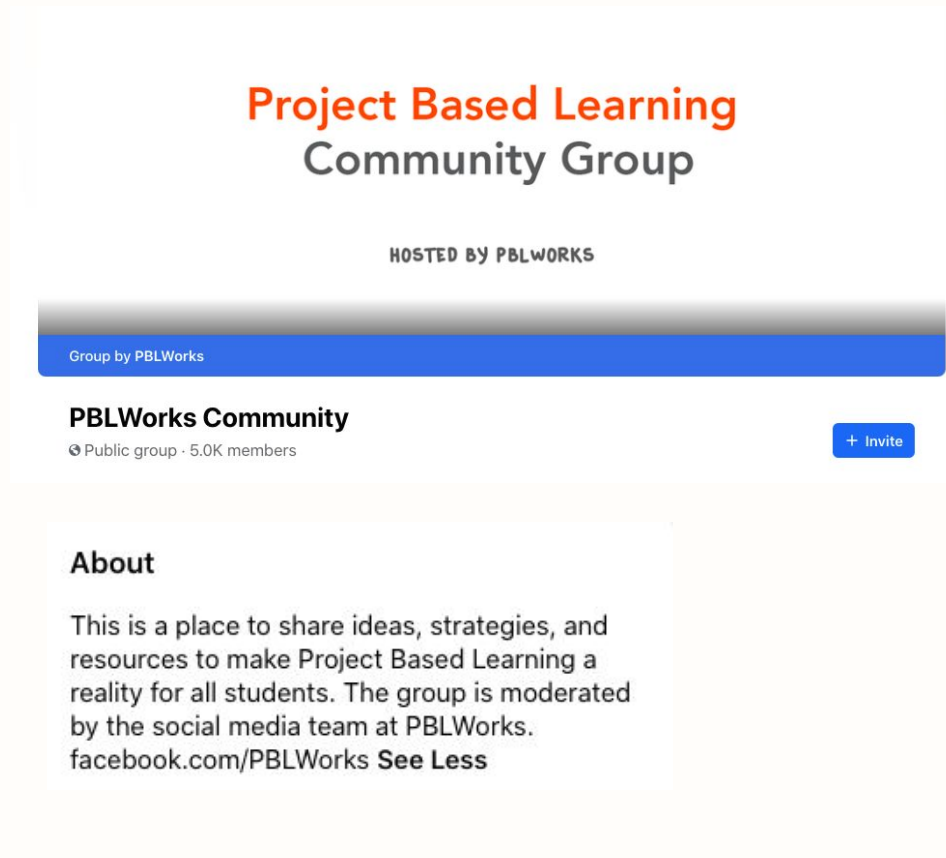 Project Based Learning
Community Group
HOSTED BY PBLWORKS
Group by PBLWorks
PBLWorks Community
Public group · 5.0K members
+ Invite
About
This is a place to share ideas, strategies, and
resources to make Project Based Learning a
reality for all students. The group is moderated
by the social media team at PBLWorks.
facebook.com/PBLWorks See Less